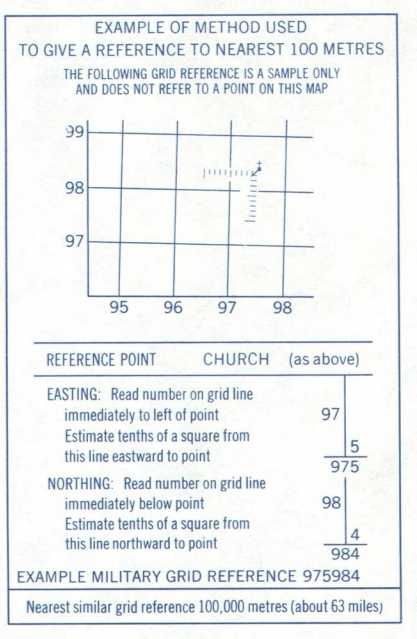 EXAMPLE OF METHOD USED
TO GIVE A REFERENCE TO NEAREST 100 METRES
THE FOLLOWING GRID REFERENCE IS A SAMPLE ONLY
AND DOES NOT REFER TO A POINT ON THIS MAP
99
98
97
95 96 97 98
REFERENCE POINT CHURCH (as above)
EASTING: Read number on grid line
immediately to left of point 97
Estimate tenths of a square from
this line eastward to point 5
975
NORTHING: Read number on grid line
immediately below point 98
Estimate tenths of a square from
this line northward to point 4
984
EXAMPLE MILITARY GRID REFERENCE 975984
Nearest similar grid reference 100,000 metres (about 63 miles)